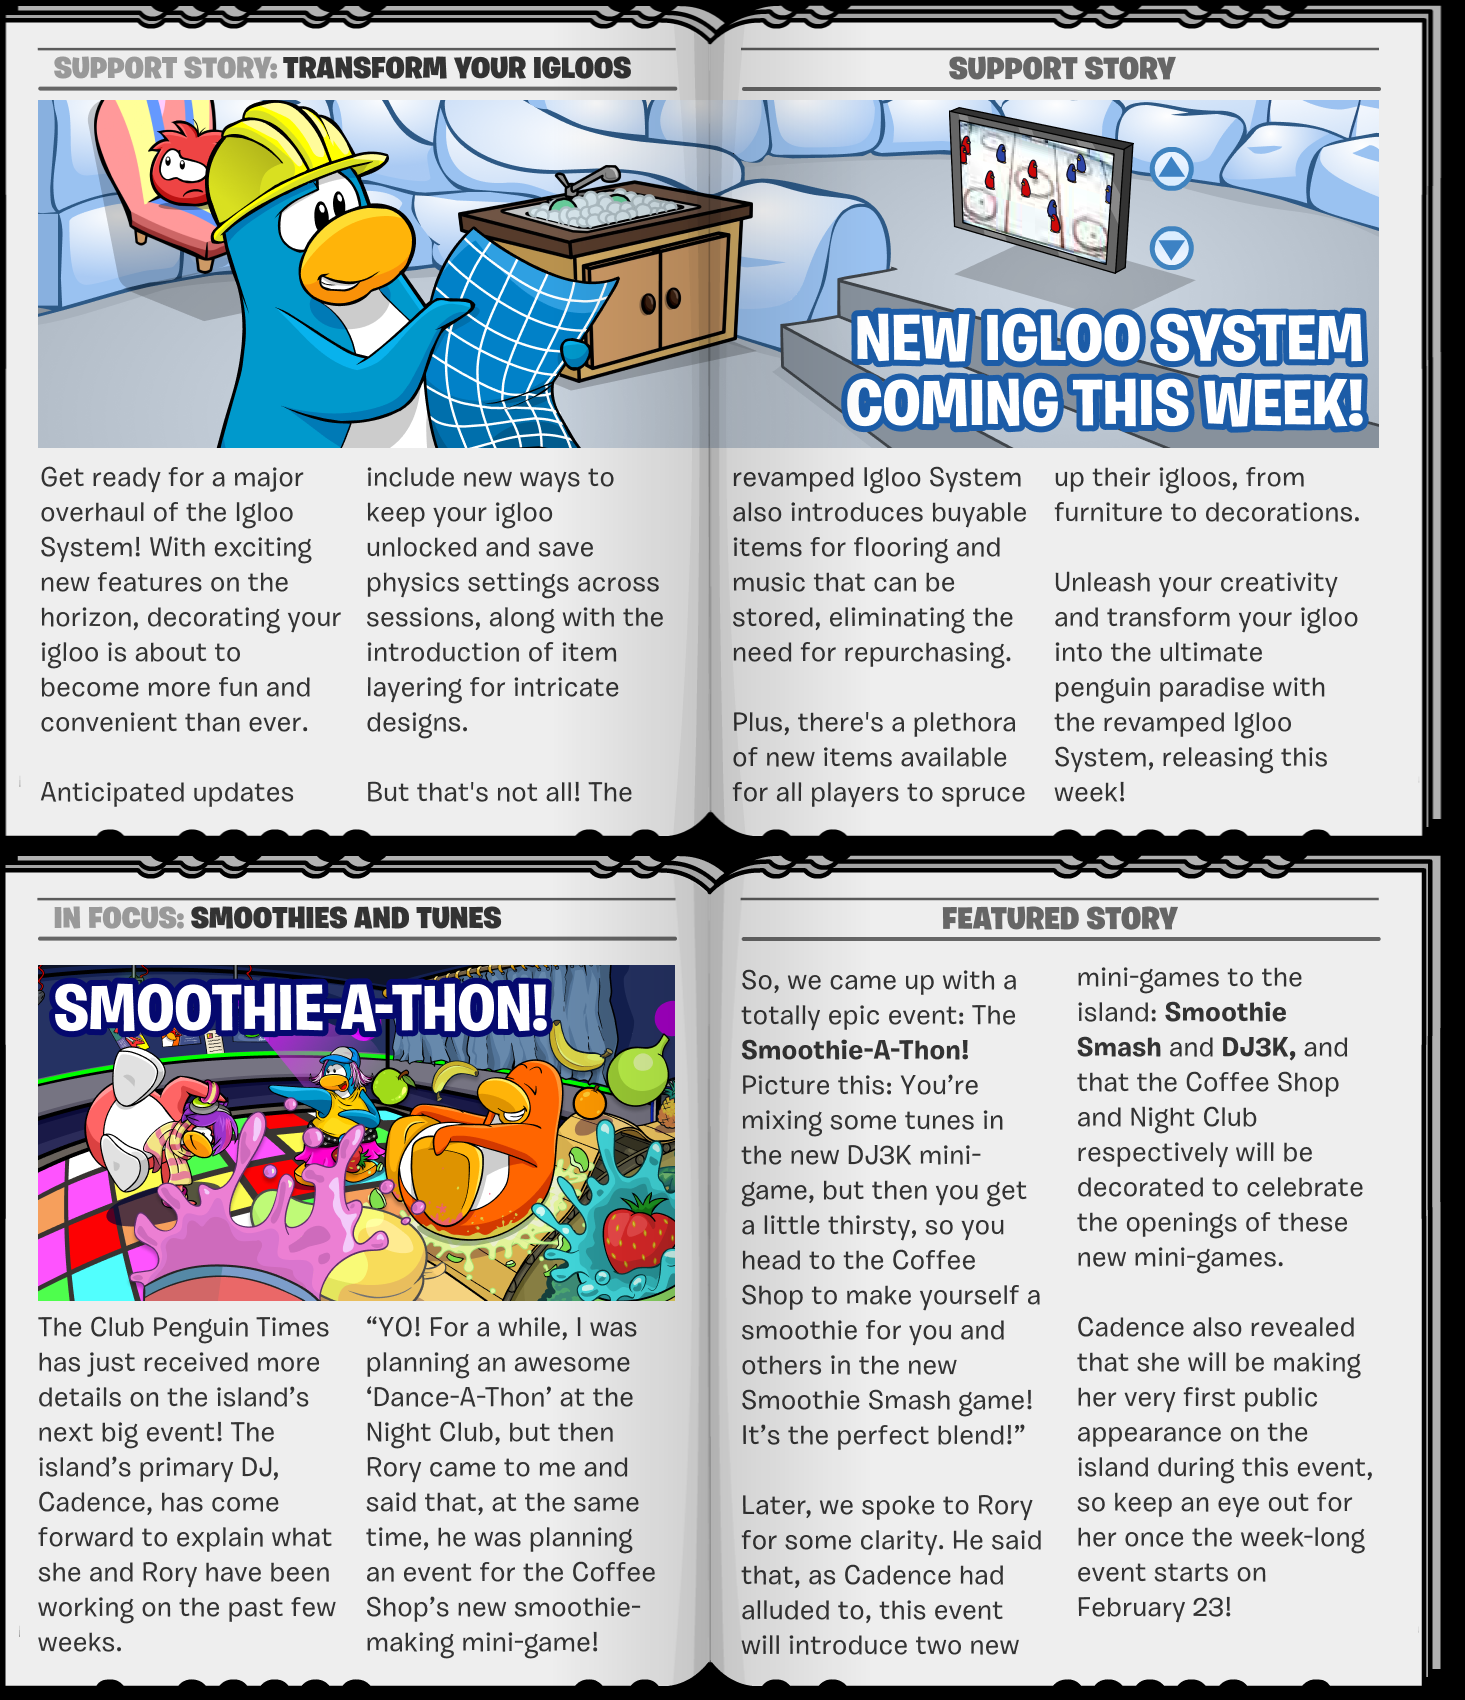 SUPPORT STORY: TRANSFORM YOUR IGLOOS
SUPPORT STORY
NEW IGLOO SYSTEM
COMING THIS WEEK!
Get ready for a major
overhaul of the Igloo
System! With exciting
new features on the
horizon, decorating your
igloo is about to
become more fun and
convenient than ever.
Anticipated updates
include new ways to
keep your igloo
unlocked and save
physics settings across
sessions, along with the
introduction of item
layering for intricate
designs.
But that's not all! The
revamped Igloo System
also introduces buyable
items for flooring and
music that can be
stored, eliminating the
need for repurchasing.
Plus, there's a plethora
of new items available
for all players to spruce
up their igloos, from
furniture to decorations.
Unleash your creativity
and transform your igloo
into the ultimate
penguin paradise with
the revamped Igloo
System, releasing this
week!
IN FOCUS: SMOOTHIES AND TUNES
FEATURED STORY
SMOOTHIE-A-THON!
The Club Penguin Times
has just received more
details on the island’s
next big event! The
island’s primary DJ,
Cadence, has come
forward to explain what
she and Rory have been
working on the past few
weeks.
“YO! For a while, I was
planning an awesome
‘Dance-A-Thon’ at the
Night Club, but then
Rory came to me and
said that, at the same
time, he was planning
an event for the Coffee
Shop’s new smoothie-
making mini-game!
So, we came up with a
totally epic event: The
Smoothie-A-Thon!
Picture this: You’re
mixing some tunes in
the new DJ3K mini-
game, but then you get
a little thirsty, so you
head to the Coffee
Shop to make yourself a
smoothie for you and
others in the new
Smoothie Smash game!
It’s the perfect blend!”
Later, we spoke to Rory
for some clarity. He said
that, as Cadence had
alluded to, this event
will introduce two new
mini-games to the
island: Smoothie
Smash and DJ3K, and
that the Coffee Shop
and Night Club
respectively will be
decorated to celebrate
the openings of these
new mini-games.
Cadence also revealed
that she will be making
her very first public
appearance on the
island during this event,
so keep an eye out for
her once the week-long
event starts on
February 23!